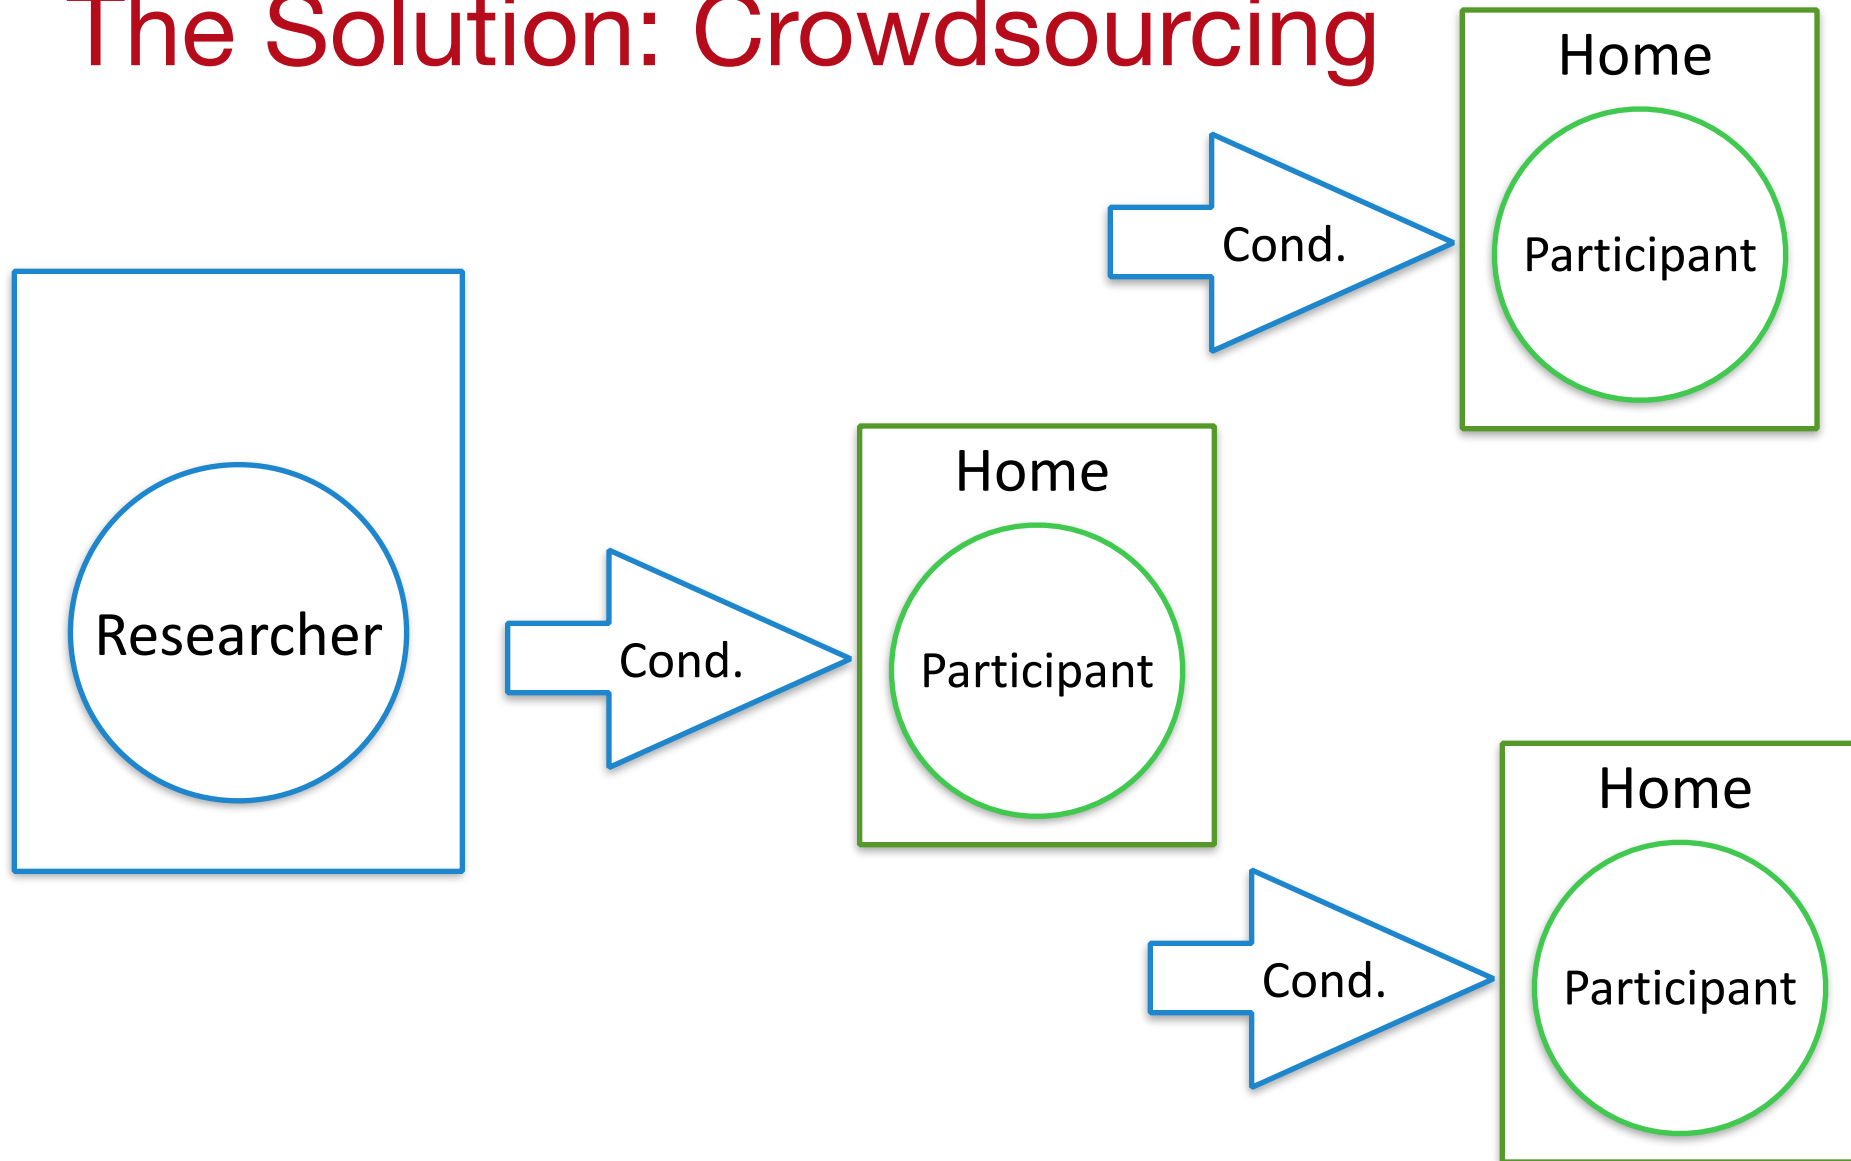 The Solution: Crowdsourcing
Home
Cond.
Participant
Researcher
Home
Cond.
Participant
Home
Cond.
Participant